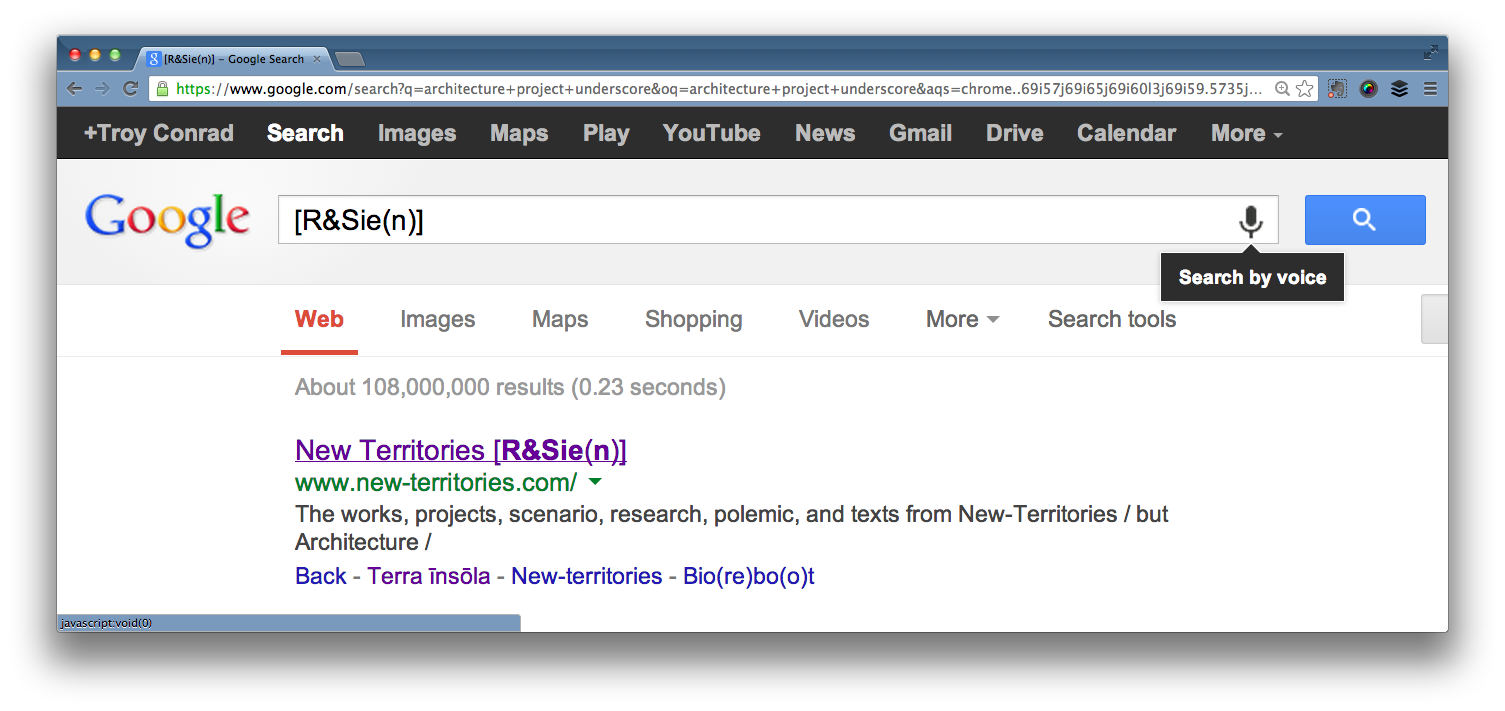 [R&Sie(n)] – Google Search
https://www.google.com/search?q=architecture+project+underscore&oq=architecture+project+underscore&aqs=chrome..69i57j69i65j69i60l3j69i59.5735j...
+Troy Conrad Search Images Maps Play YouTube News Gmail Drive Calendar More
Google [R&Sie(n)]
Search by voice
Web Images Maps Shopping Videos More Search tools
About 108,000,000 results (0.23 seconds)
New Territories [R&Sie(n)]
www.new-territories.com/
The works, projects, scenario, research, polemic, and texts from New-Territories / but
Architecture /
Back - Terra īnsōla - New-territories - Bio(re)bo(o)t
javascript:void(0)